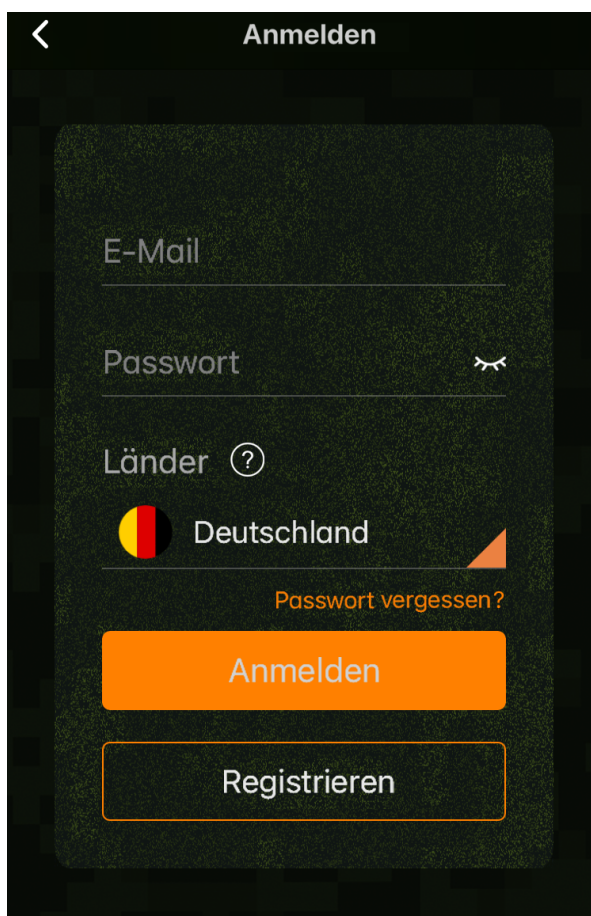 Anmelden
E-Mail
Passwort
Länder ?
Deutschland
Passwort vergessen?
Anmelden
Registrieren